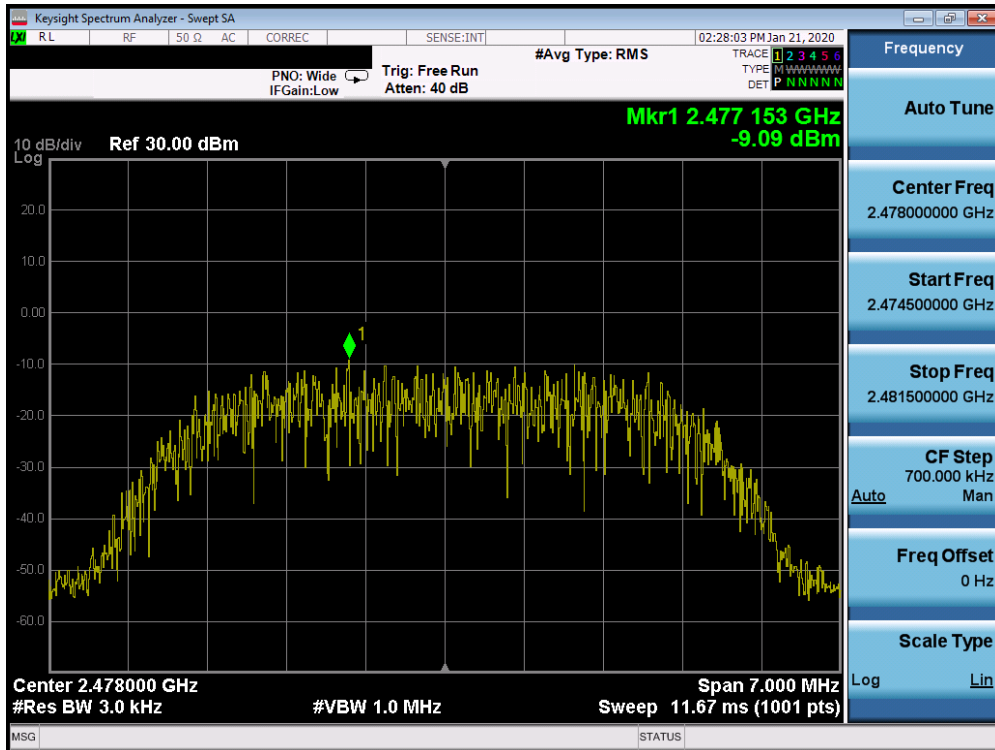 Keysight Spectrum Analyzer - Swept SA
LXI RL RF 50 Ω AC CORREC SENSE:INT 02:28:03 PM Jan 21, 2020
#Avg Type: RMS TRACE 1 2 3 4 5 6
PNO: Wide Trig: Free Run TYPE M W W W W W
IFGain:Low Atten: 40 dB DET P N N N N N
Mkr1 2.477 153 GHz
-9.09 dBm
10 dB/div Ref 30.00 dBm
Log
20.0
10.0
0.00
1
-10.0
-20.0
-30.0
-40.0
-50.0
-60.0
Center 2.478000 GHz Span 7.000 MHz
#Res BW 3.0 kHz #VBW 1.0 MHz Sweep 11.67 ms (1001 pts)
MSG STATUS
Frequency
Auto Tune
Center Freq
2.478000000 GHz
Start Freq
2.474500000 GHz
Stop Freq
2.481500000 GHz
CF Step
700.000 kHz
Auto Man
Freq Offset
0 Hz
Scale Type
Log Lin